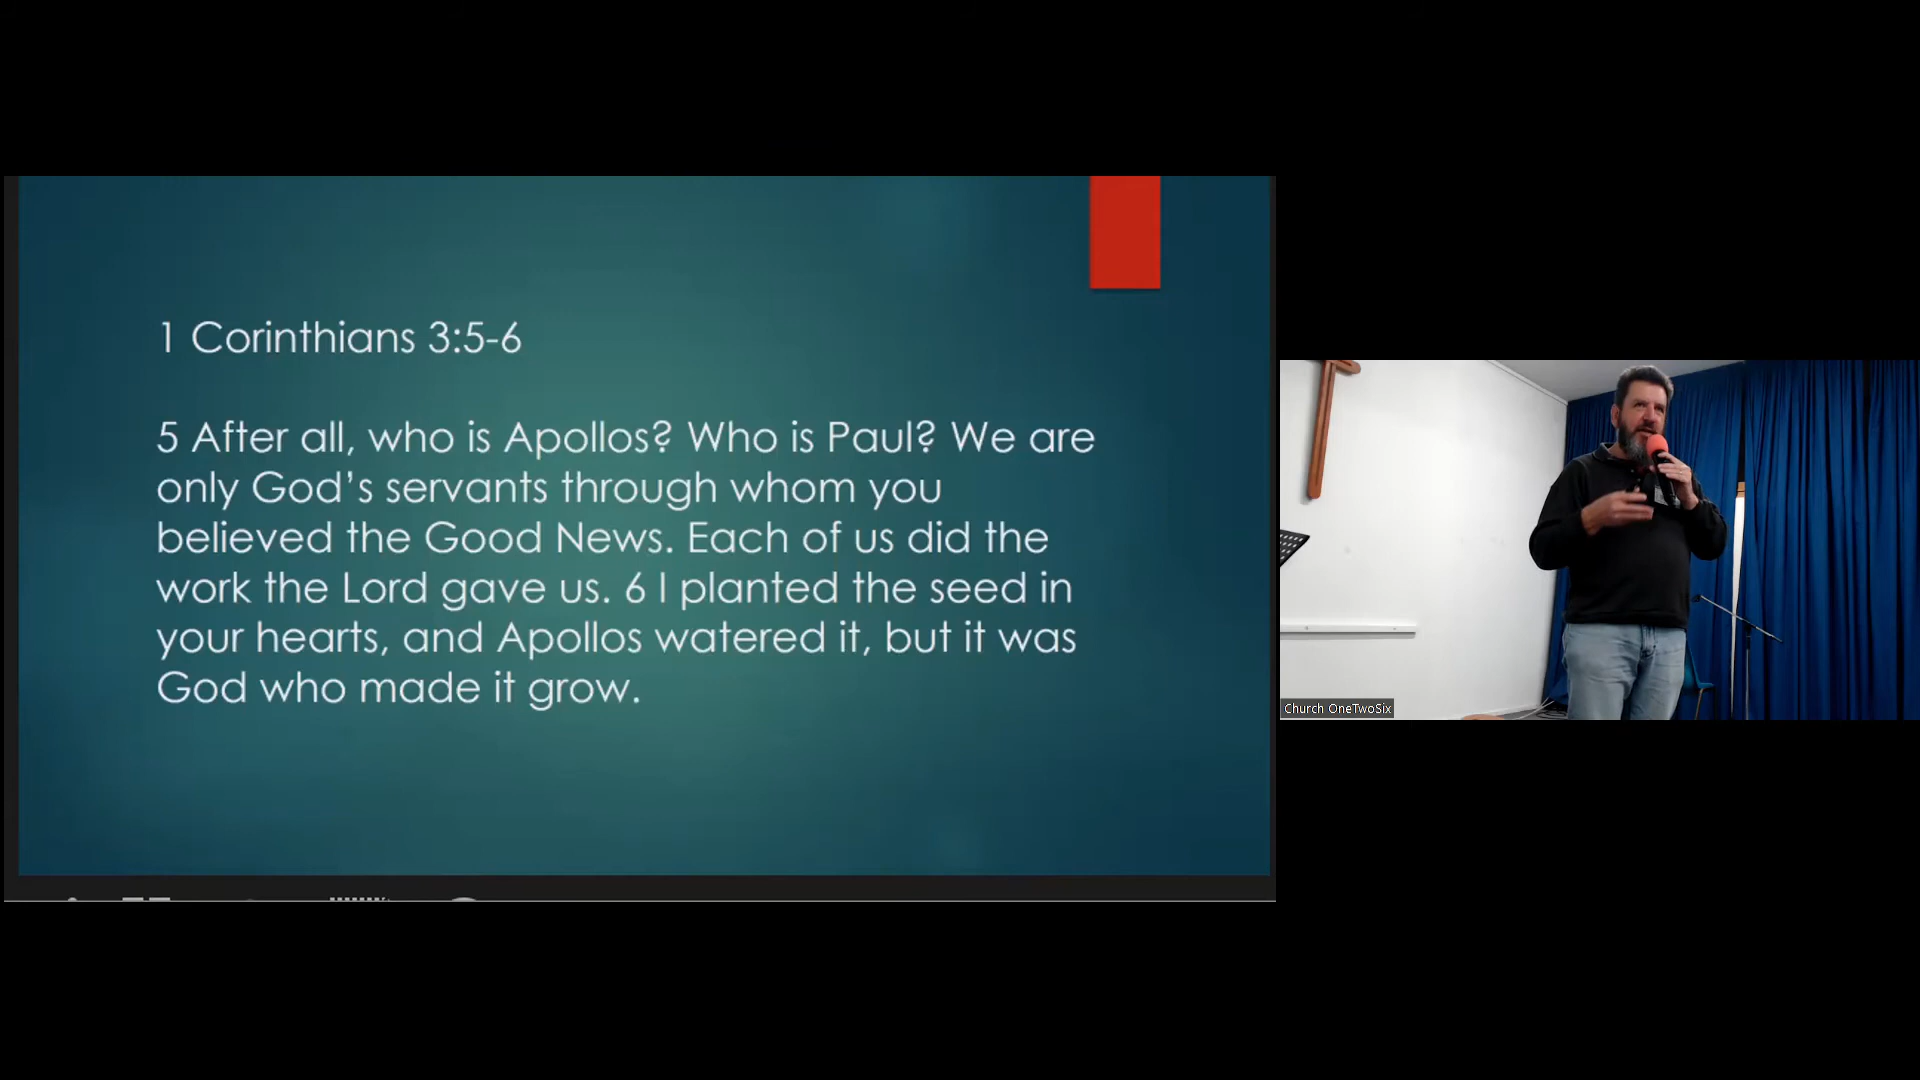 1 Corinthians 3:5-6
5 After all, who is Apollos? Who is Paul? We are
only God’s servants through whom you
believed the Good News. Each of us did the
work the Lord gave us. 6 I planted the seed in
your hearts, and Apollos watered it, but it was
God who made it grow.
Church OneTwoSix